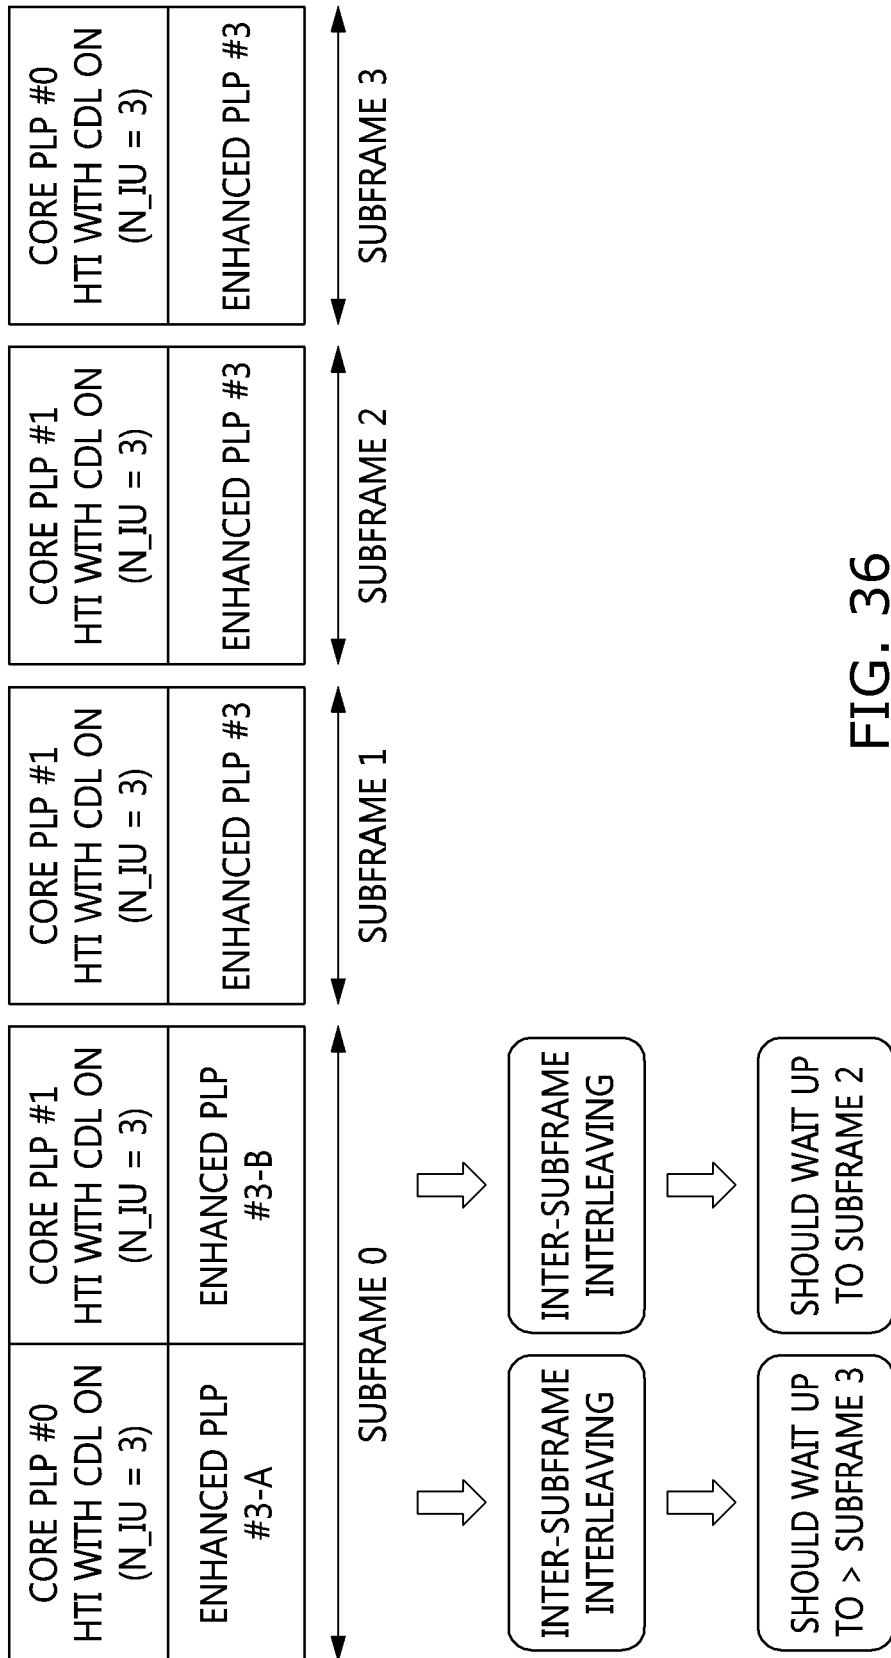 CORE PLP #0
HTI WITH CDL ON
(N_IU = 3)
CORE PLP #1
HTI WITH CDL ON
(N_IU = 3)
CORE PLP #1
HTI WITH CDL ON
(N_IU = 3)
CORE PLP #1
HTI WITH CDL ON
(N_IU = 3)
CORE PLP #0
HTI WITH CDL ON
(N_IU = 3)
ENHANCED PLP
#3-A
ENHANCED PLP
#3-B
ENHANCED PLP #3
ENHANCED PLP #3
ENHANCED PLP #3
SUBFRAME 0
SUBFRAME 1
SUBFRAME 2
SUBFRAME 3
INTER-SUBFRAME
INTERLEAVING
INTER-SUBFRAME
INTERLEAVING
SHOULD WAIT UP
TO > SUBFRAME 3
SHOULD WAIT UP
TO SUBFRAME 2
FIG. 36